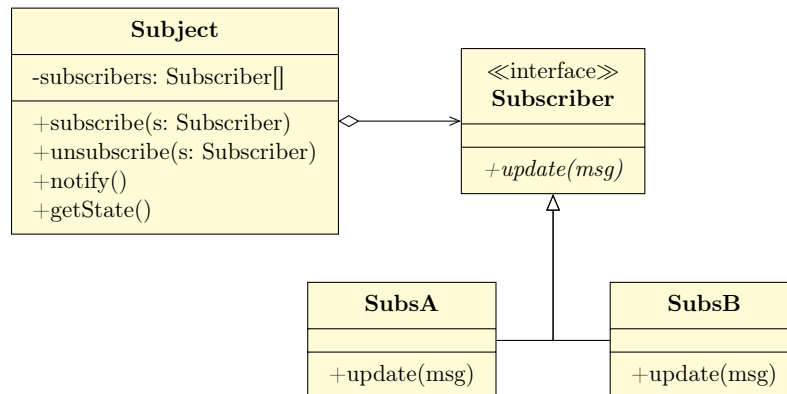 Subject
-subscribers: Subscriber[]
+subscribe(s: Subscriber)
+unsubscribe(s: Subscriber)
+notify()
+getState()
≪interface≫
Subscriber
+update(msg)
SubsA
+update(msg)
SubsB
+update(msg)